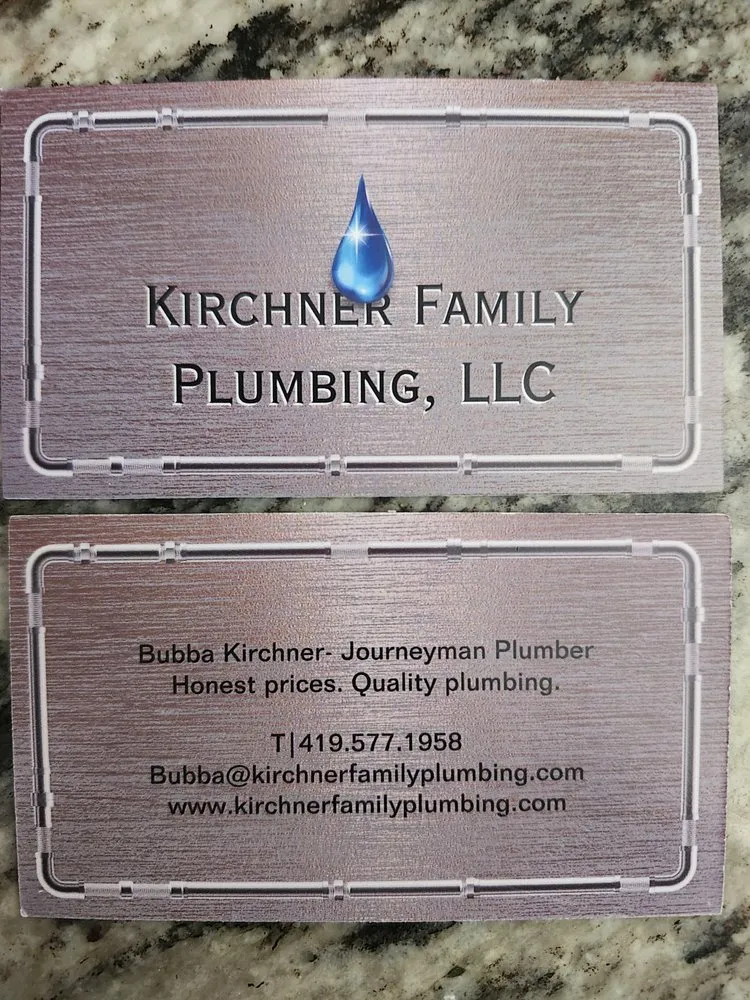 Kirchner Family
Plumbing, LLC
Bubba Kirchner- Journeyman Plumber
Honest prices. Quality plumbing.
T|419.577.1958
Bubba@kirchnerfamilyplumbing.com
www.kirchnerfamilyplumbing.com